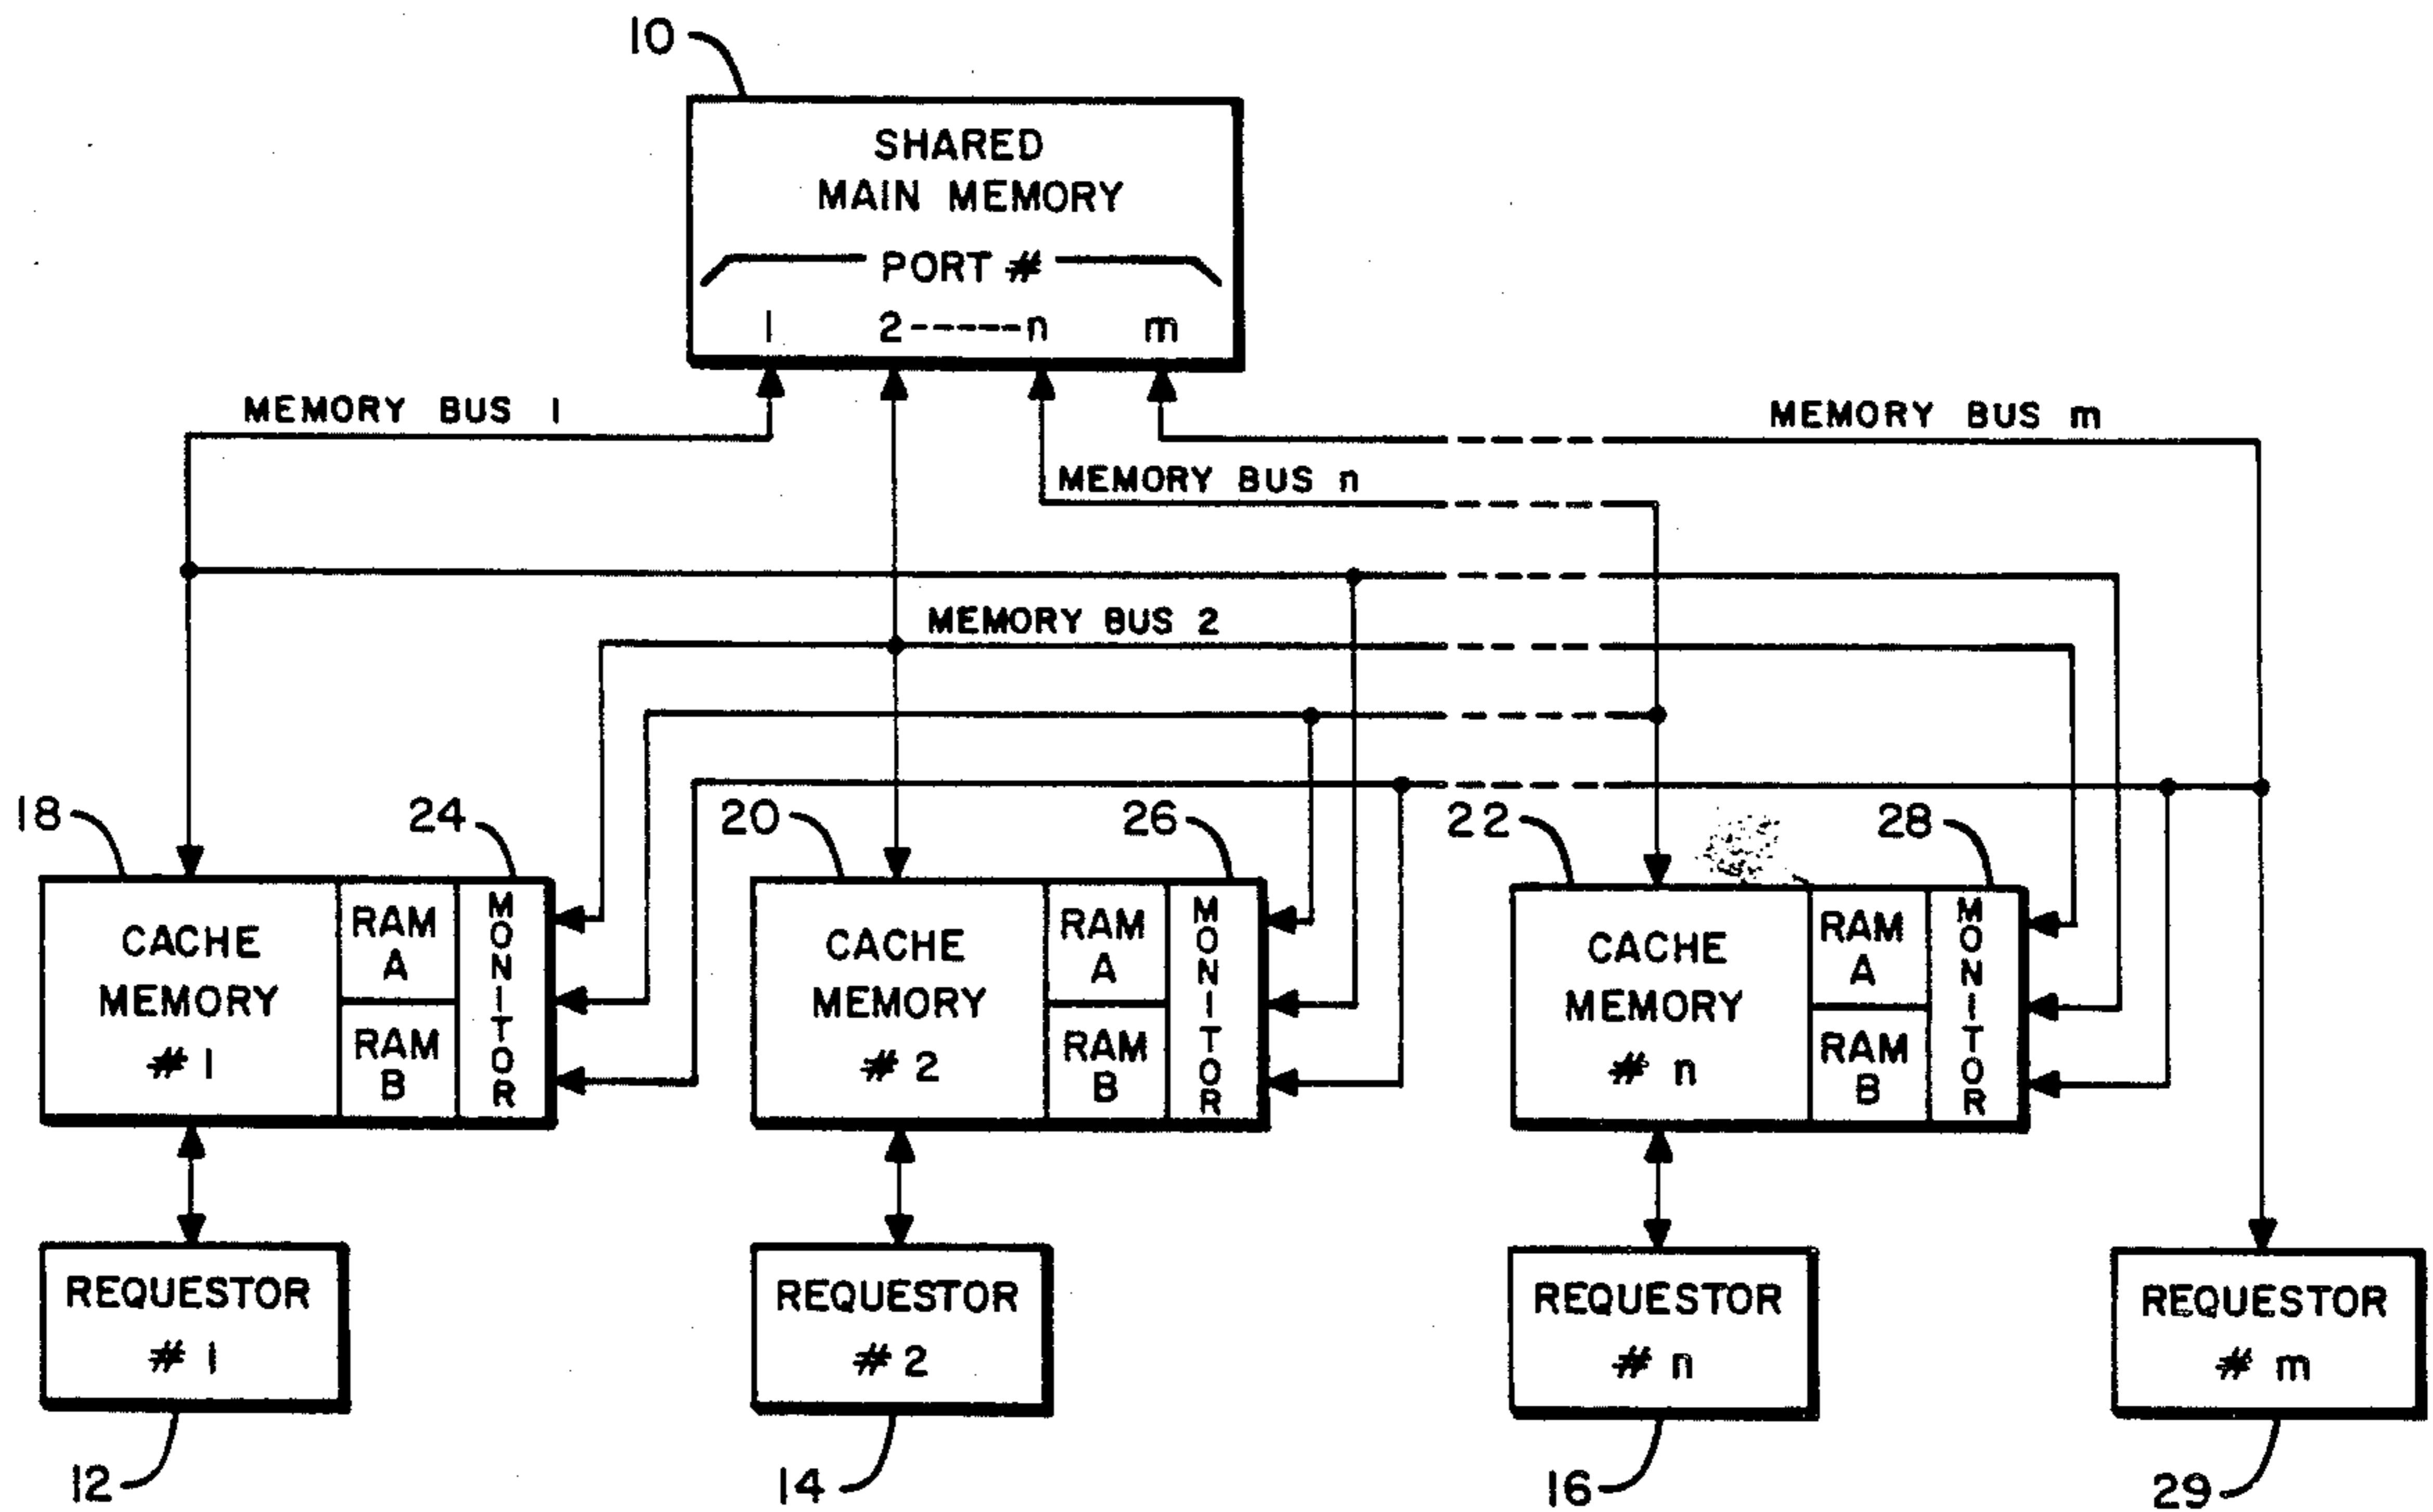 10
SHARED
MAIN MEMORY
PORT #
1 2------n m
MEMORY BUS 1
MEMORY BUS m
MEMORY BUS n
MEMORY BUS 2
18
24
20
26
22
28
CACHE
MEMORY
# 1
RAM
A
RAM
B
MONITOR
CACHE
MEMORY
# 2
RAM
A
RAM
B
MONITOR
CACHE
MEMORY
# n
RAM
A
RAM
B
MONITOR
REQUESTOR
# 1
REQUESTOR
# 2
REQUESTOR
# n
REQUESTOR
# m
12
14
16
29